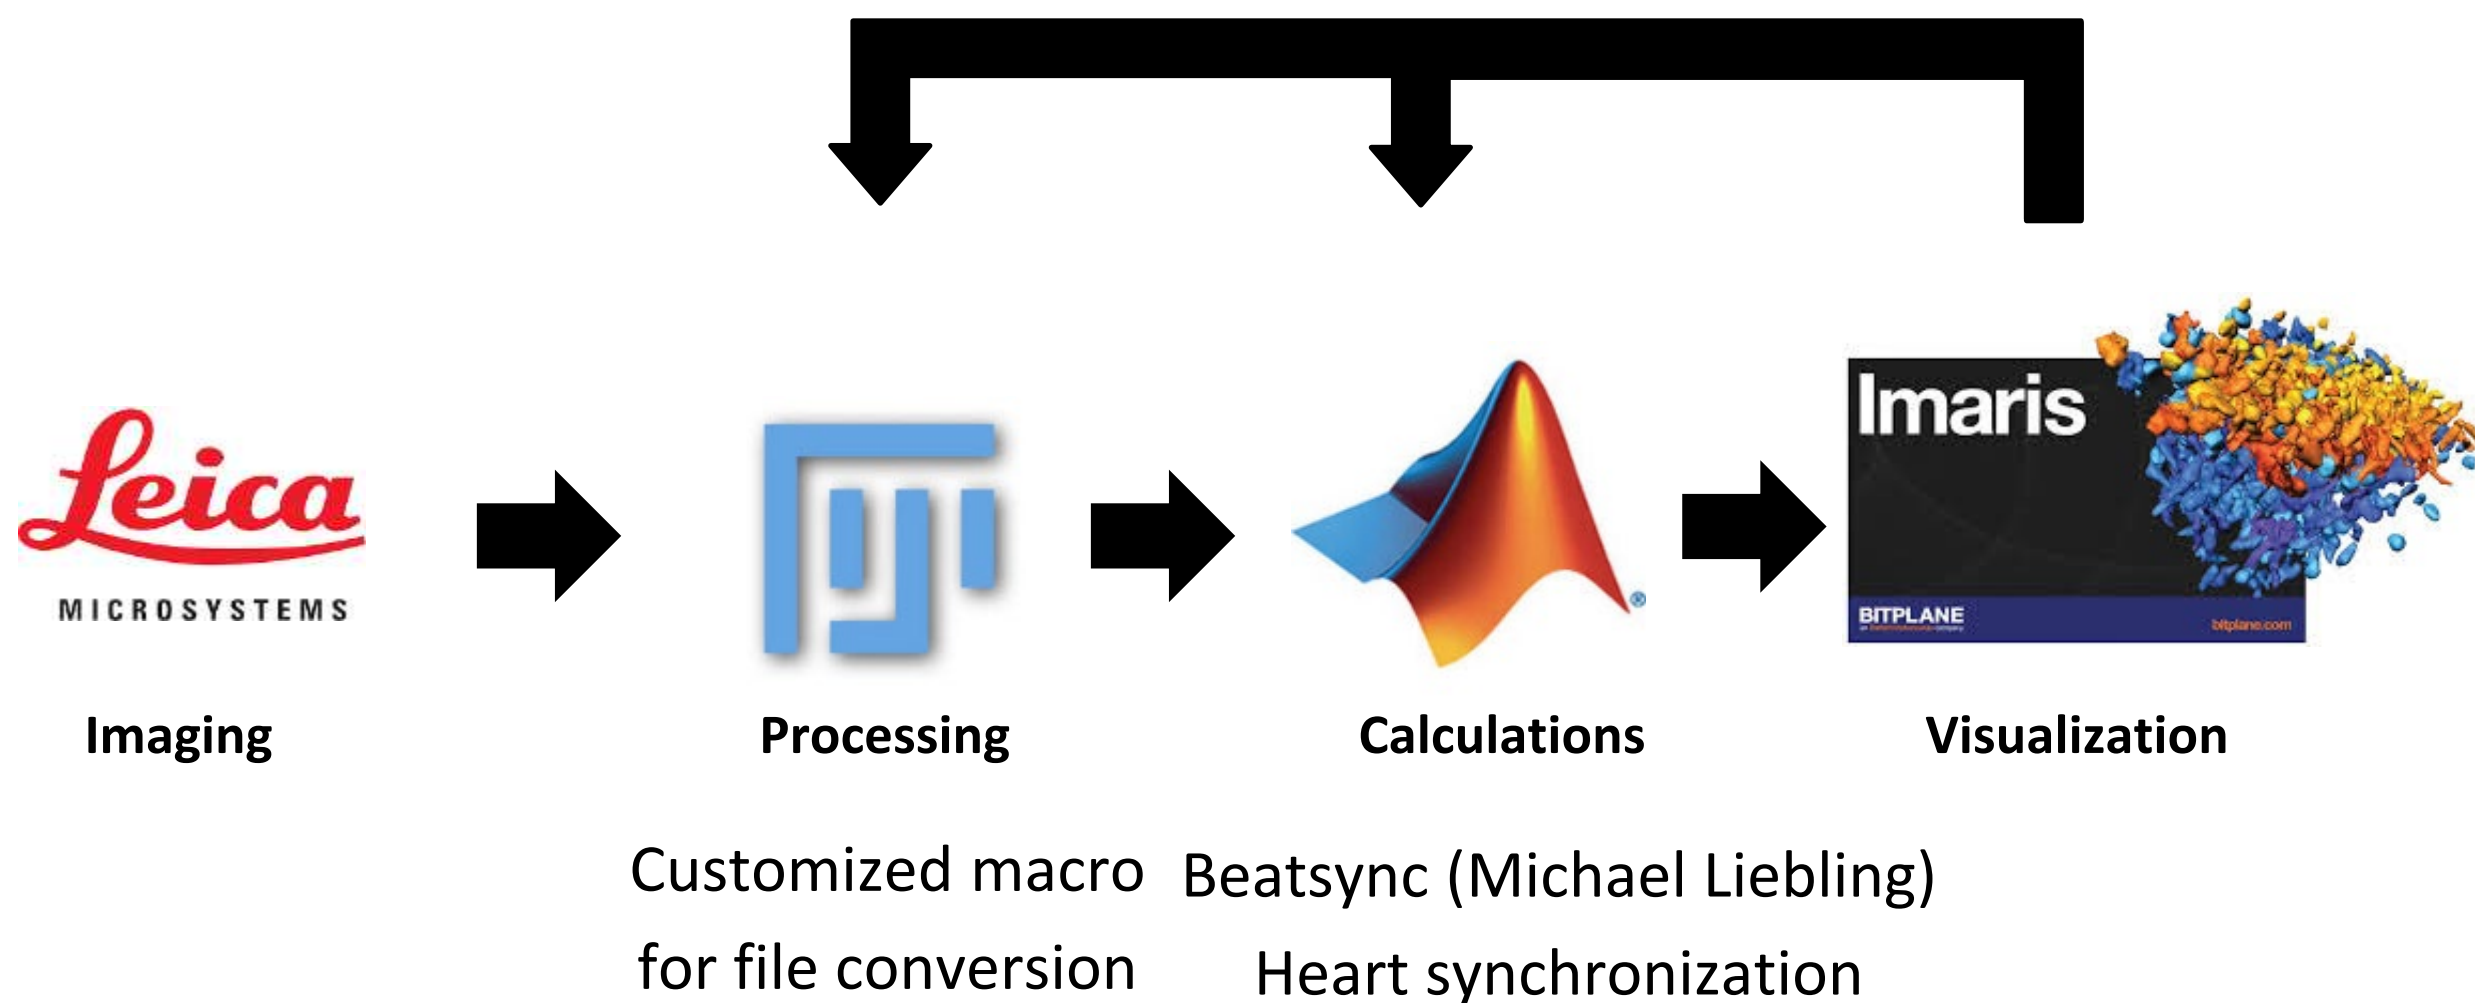 Leica
MICROSYSTEMS
Imaris
BITPLANE
bitplane.com
®
Imaging
Processing
Calculations
Visualization
Customized macro
for file conversion
Beatsync (Michael Liebling)
Heart synchronization